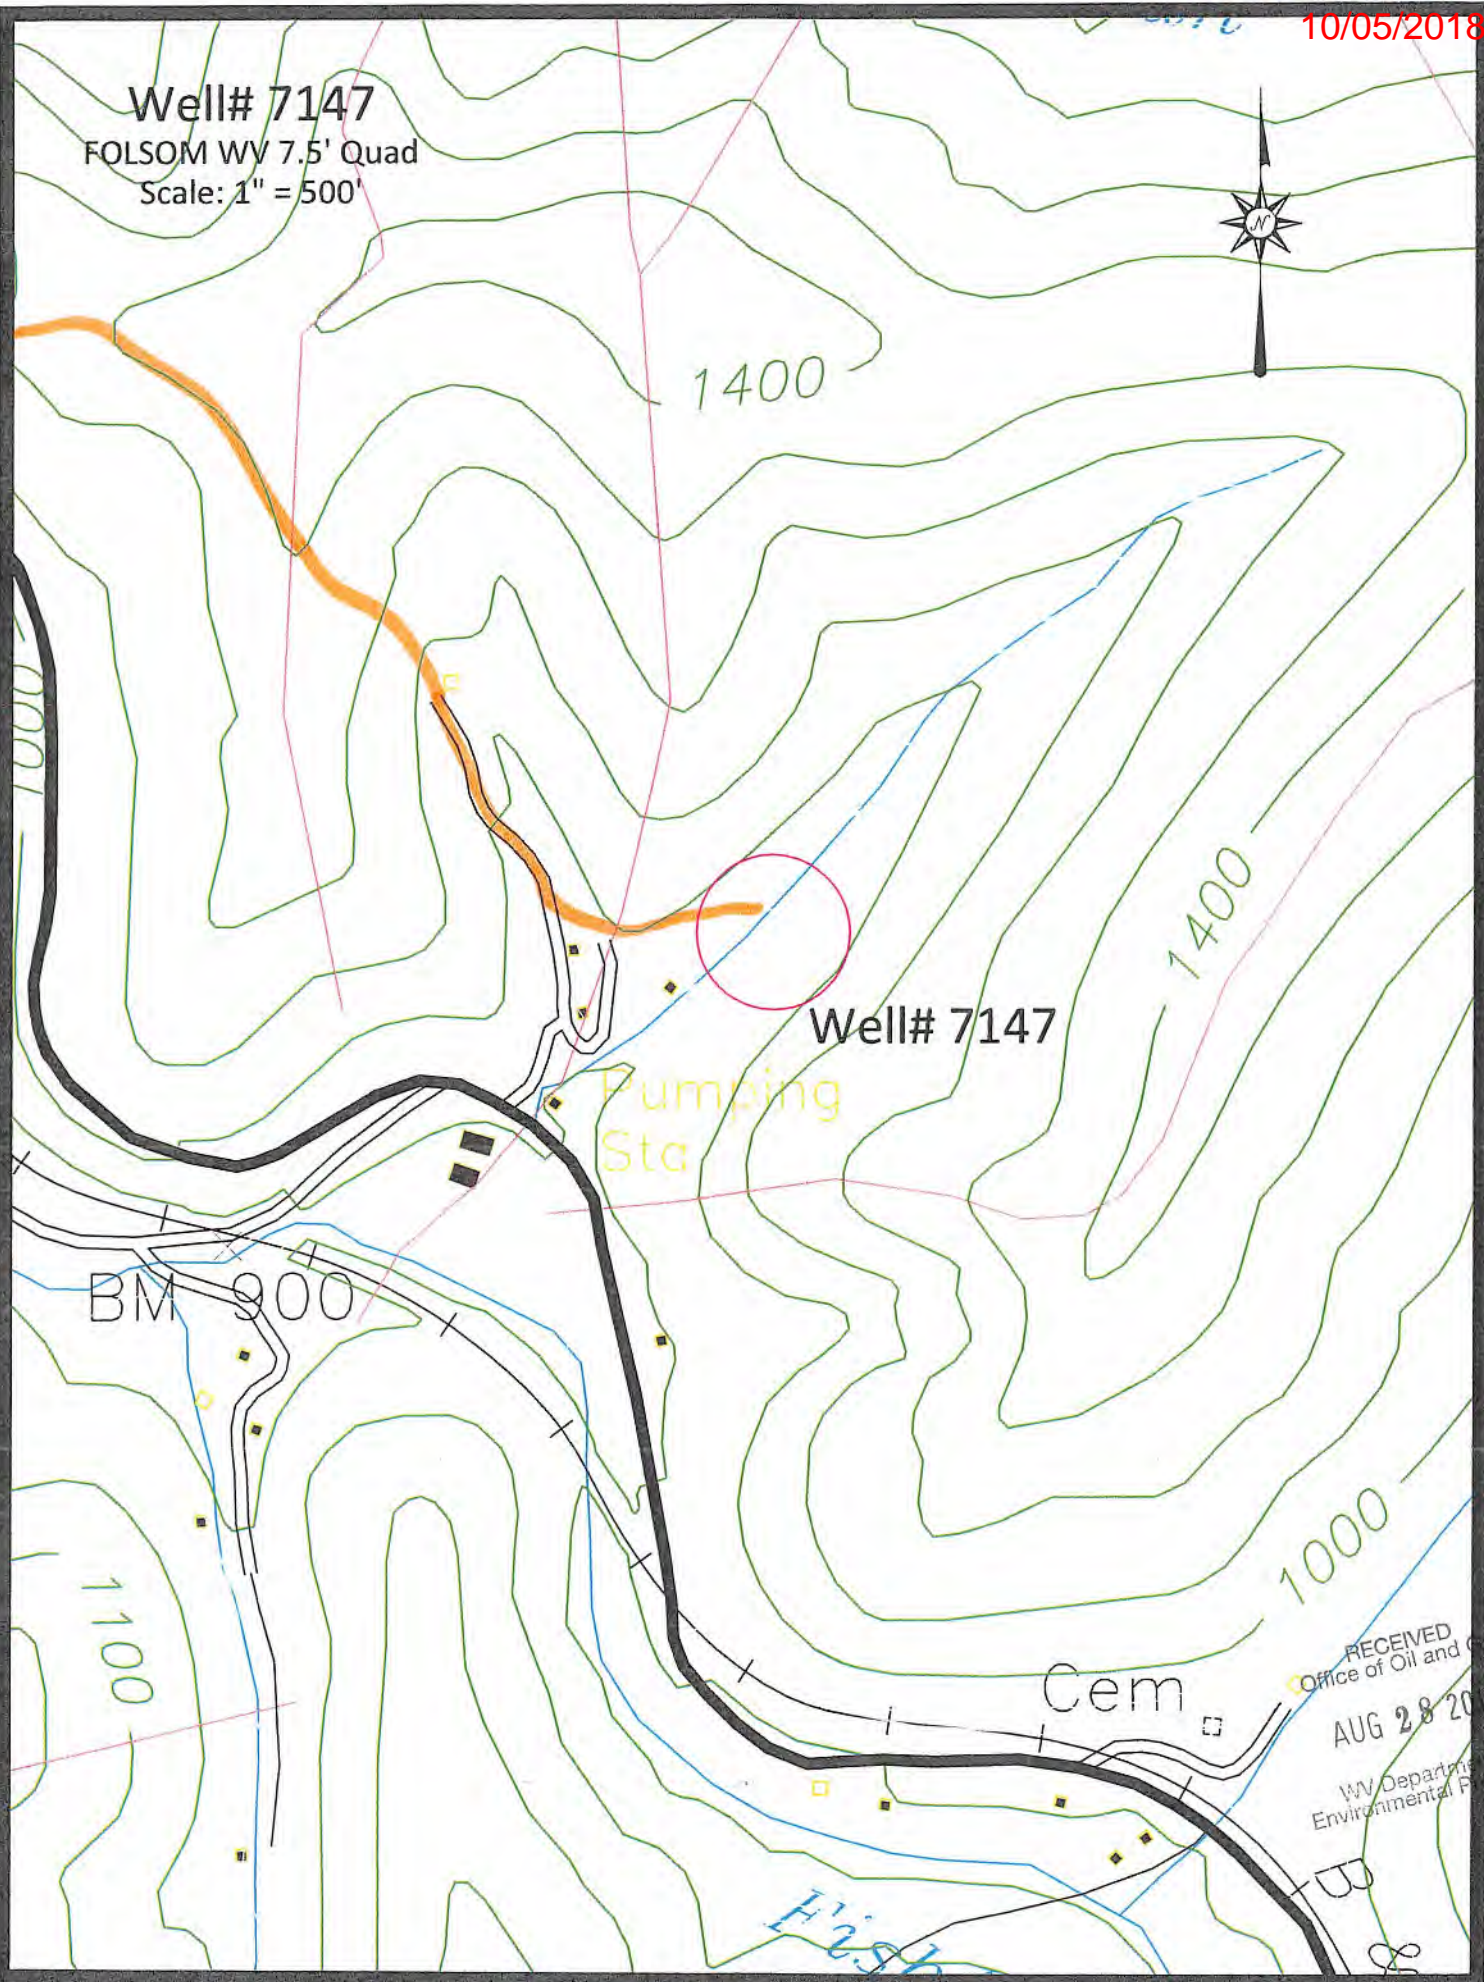 10/05/2018
Well# 7147
FOLSOM WV 7.5' Quad
Scale: 1" = 500'
N
1400
1000
1400
Well# 7147
Pumping
Sta
BM 900
1000
1100
Cem
RECEIVED
Office of Oil and
AUG 28 20
WV
Environmental
Fish
B
&